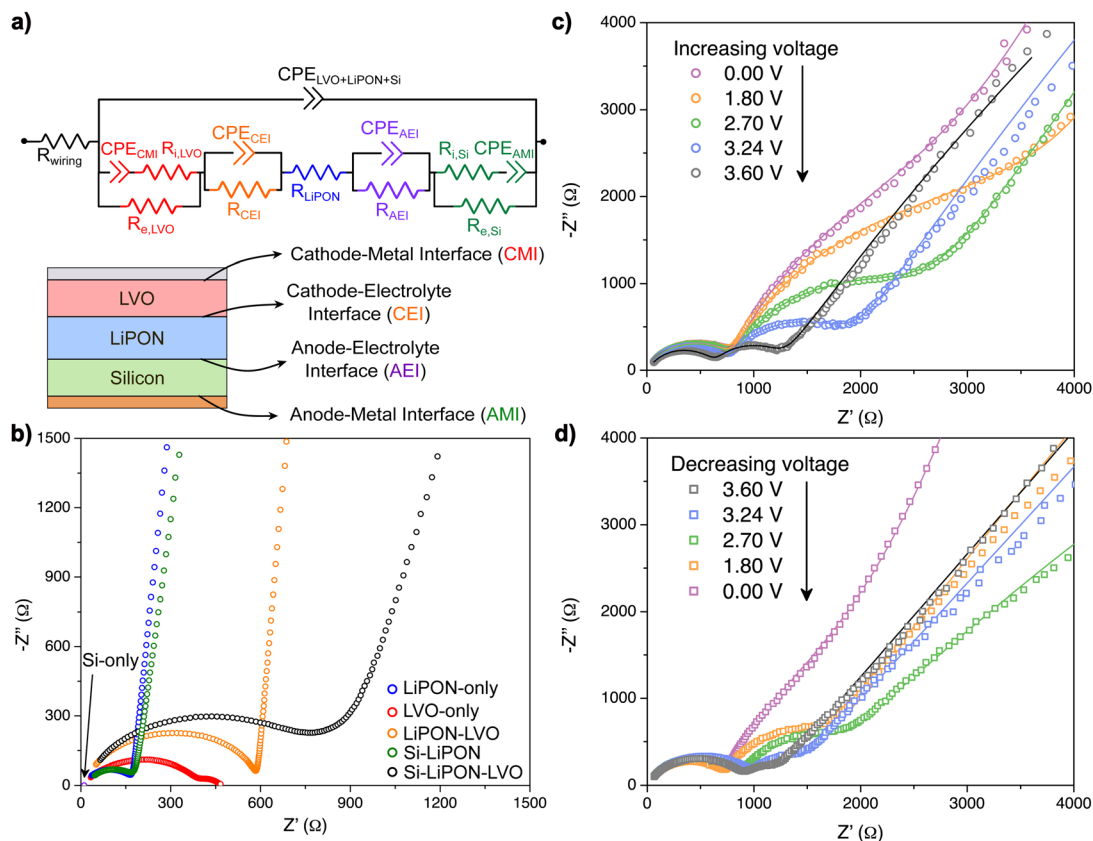 a)
CPE_LVO+LiPON+Si
R_wiring
CPE_CMI R_i,LVO
CPE_CEI
CPE_AEI
R_i,Si CPE_AMI
R_LiPON
R_CEI
R_AEI
R_e,LVO
R_e,Si
Cathode-Metal Interface (CMI)
LVO
Cathode-Electrolyte
Interface (CEI)
LiPON
Anode-Electrolyte
Interface (AEI)
Silicon
Anode-Metal Interface (AMI)
b)
1500
1200
900
600
300
0
-Z" (Ω)
Si-only
LiPON-only
LVO-only
LiPON-LVO
Si-LiPON
Si-LiPON-LVO
0 300 600 900 1200 1500
Z' (Ω)
c)
4000
3000
2000
1000
0
-Z" (Ω)
Increasing voltage
0.00 V
1.80 V
2.70 V
3.24 V
3.60 V
0 1000 2000 3000 4000
Z' (Ω)
d)
4000
3000
2000
1000
0
-Z" (Ω)
Decreasing voltage
3.60 V
3.24 V
2.70 V
1.80 V
0.00 V
0 1000 2000 3000 4000
Z' (Ω)